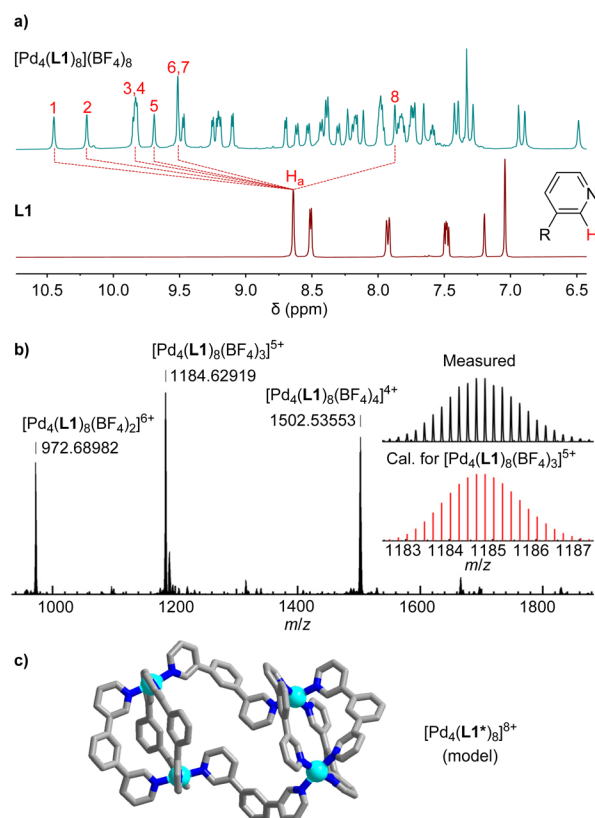 a)
[Pd₄(L1)₈](BF₄)₈
1 2 3,4 5 6,7 8
Hₐ
L1
N
R H
10.5 10.0 9.5 9.0 8.5 8.0 7.5 7.0 6.5
δ (ppm)
b)
[Pd₄(L1)₈(BF₄)₃]⁵⁺
1184.62919
[Pd₄(L1)₈(BF₄)₄]⁴⁺
1502.53553
[Pd₄(L1)₈(BF₄)₂]⁶⁺
972.68982
Measured
Cal. for [Pd₄(L1)₈(BF₄)₃]⁵⁺
1183 1184 1185 1186 1187
m/z
1000 1200 1400 1600 1800
m/z
c)
[Pd₄(L1*)₈]⁸⁺
(model)